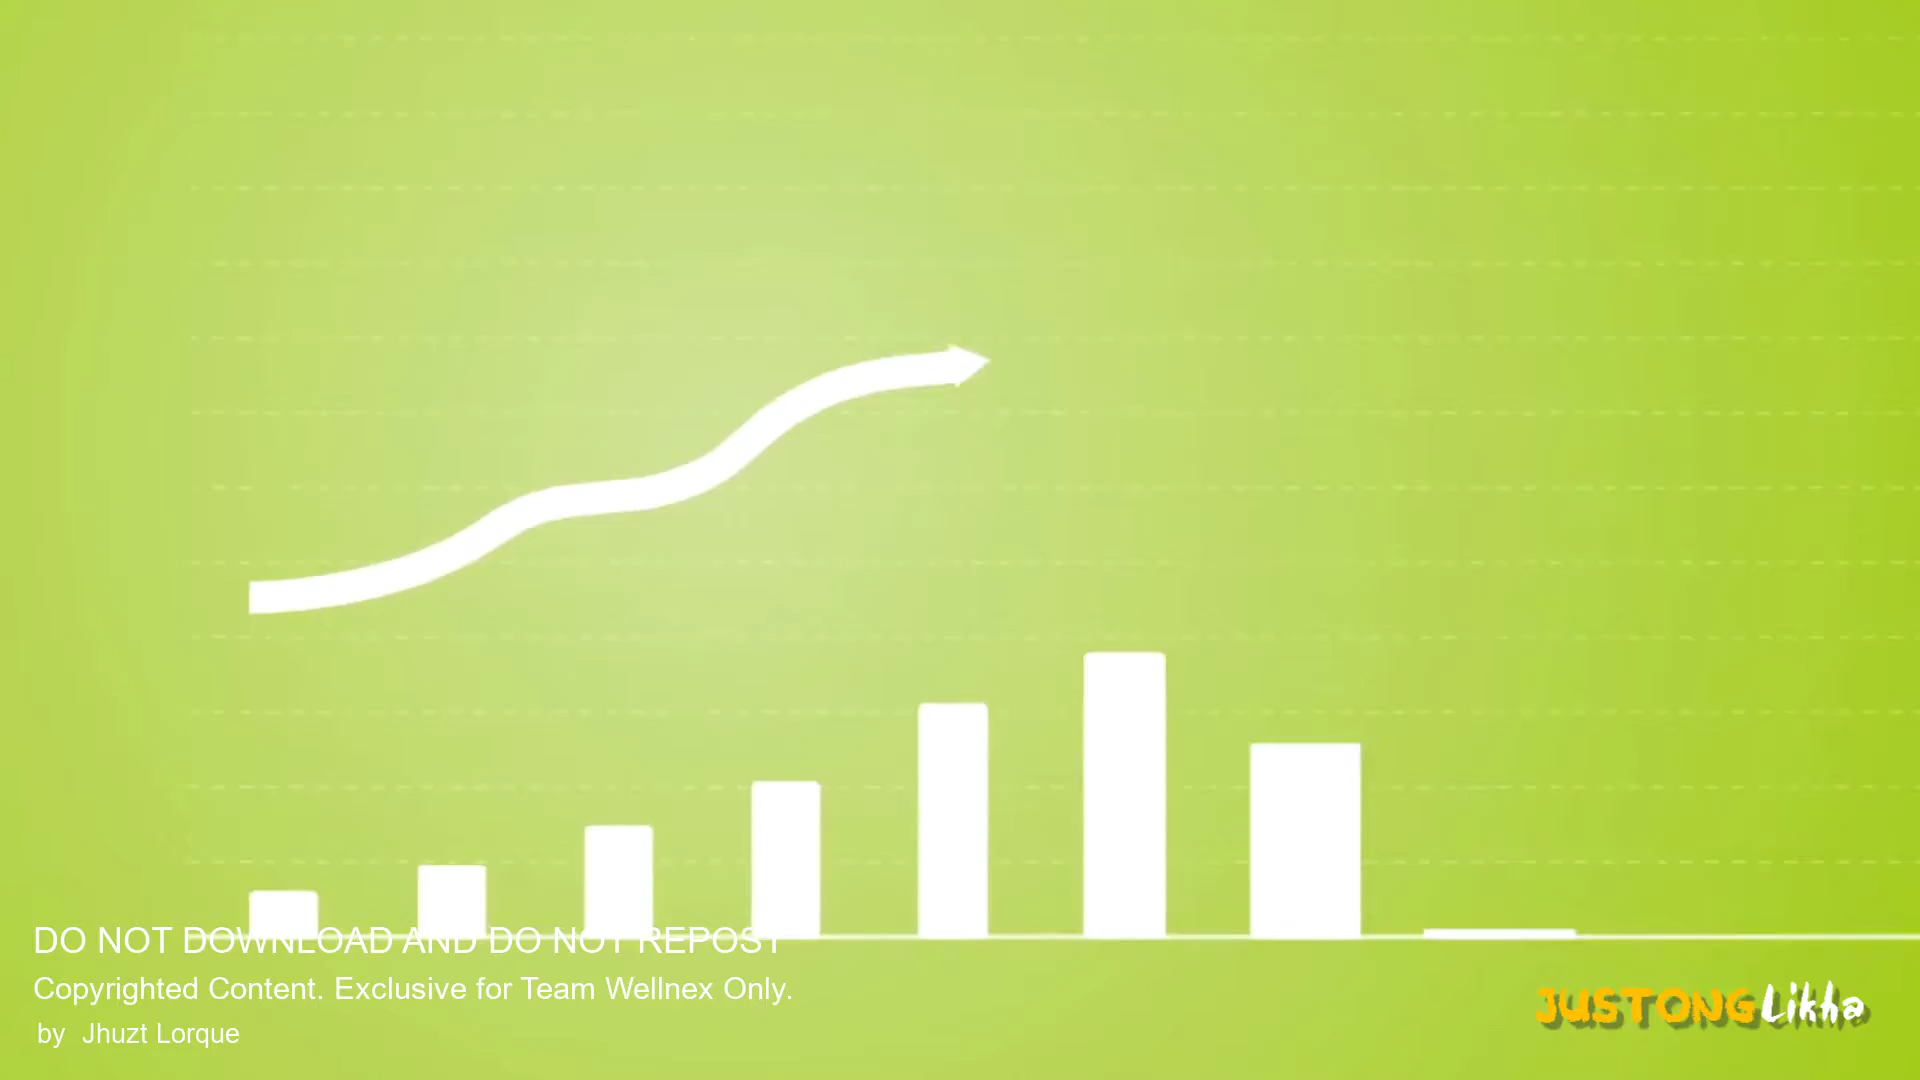 DO NOT DOWNLOAD AND DO NOT REPOST
Copyrighted Content. Exclusive for Team Wellnex Only.
by Jhuzt Lorque
JUSTONG Likha